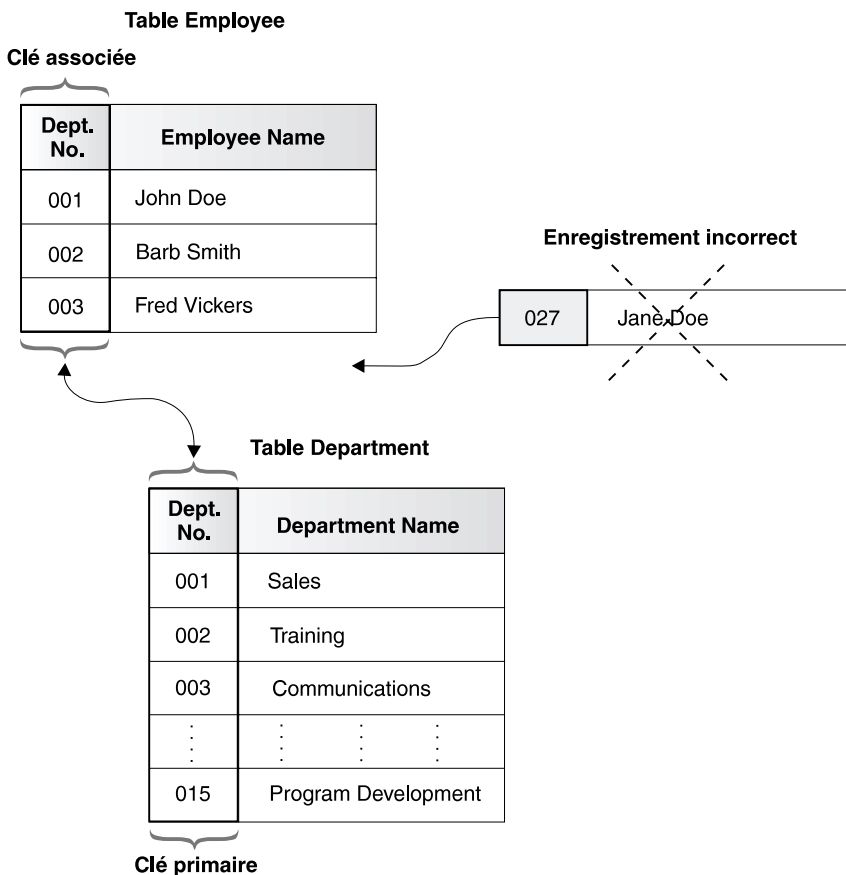 Table Employee
Clé associée
Dept. No.
Employee Name
001 John Doe
002 Barb Smith
003 Fred Vickers
Enregistrement incorrect
027 Jane Doe
Table Department
Dept. No.
Department Name
001 Sales
002 Training
003 Communications
015 Program Development
Clé primaire